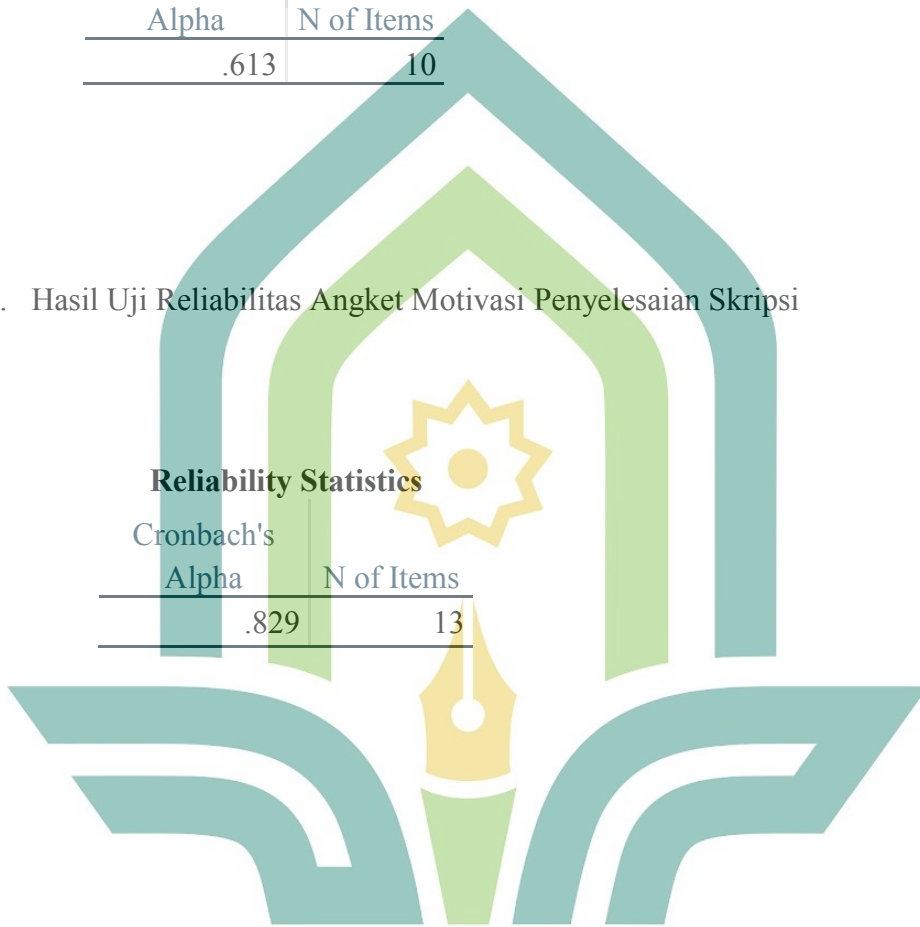 Alpha N of Items
.613 10
. Hasil Uji Reliabilitas Angket Motivasi Penyelesaian Skripsi
Reliability Statistics
Cronbach's
Alpha N of Items
.829 13